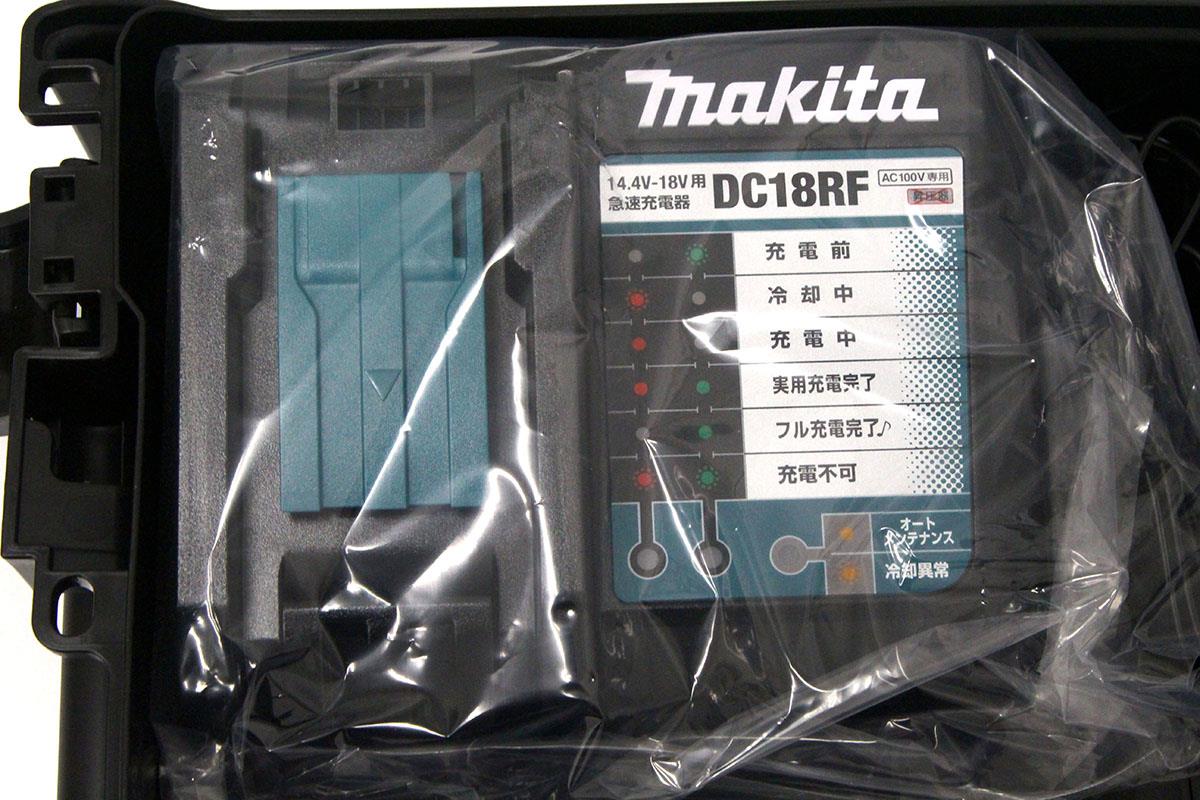 makita
14.4V-18V用
急速充電器
DC18RF
AC100V専用
昇圧器
充電前
冷却中
充電中
実用充電完了
フル充電完了♪
充電不可
オート
メンテナンス
冷却異常